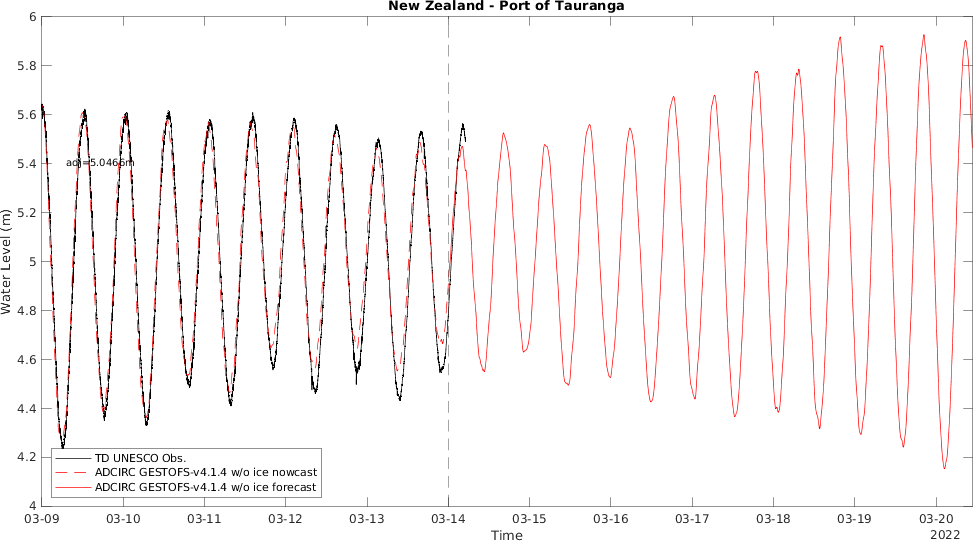 New Zealand - Port of Tauranga
6
5.8
5.6
5.4
5.2
5
4.8
4.6
4.4
4.2
4
Water Level (m)
adj=5.0466m
TD UNESCO Obs.
ADCIRC GESTOFS-v4.1.4 w/o ice nowcast
ADCIRC GESTOFS-v4.1.4 w/o ice forecast
03-09 03-10 03-11 03-12 03-13 03-14 03-15 03-16 03-17 03-18 03-19 03-20
2022
Time